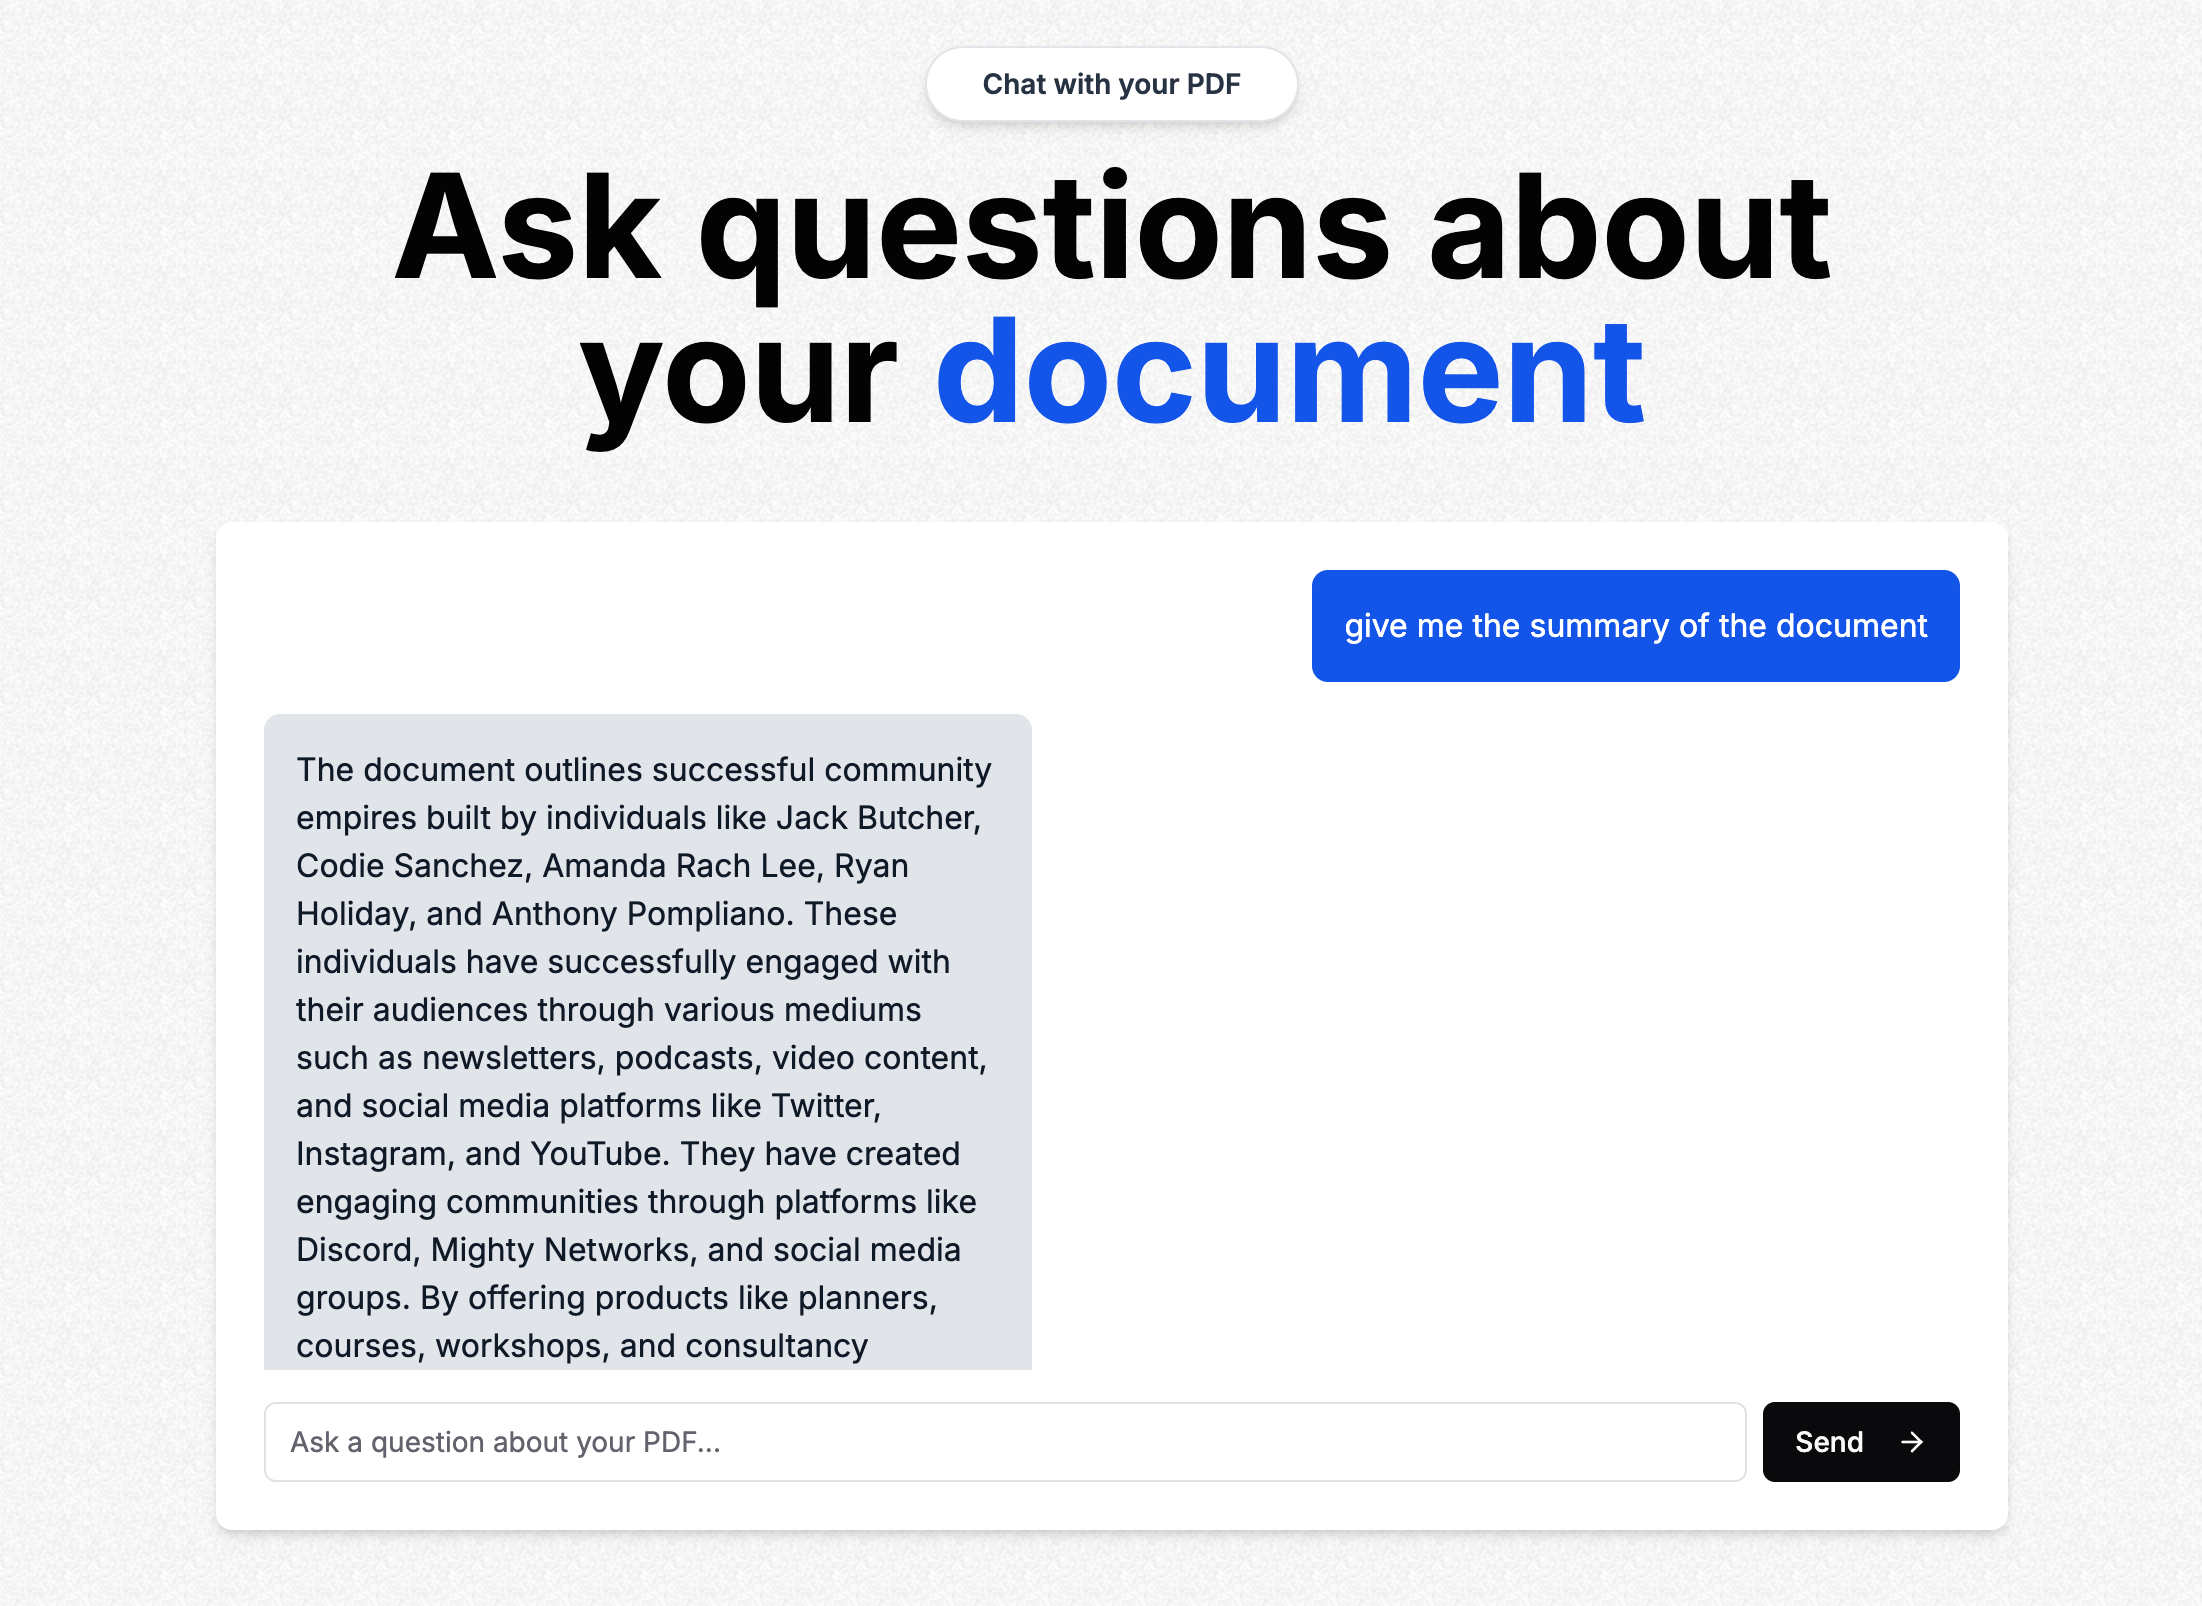 Chat with your PDF
Ask questions about
your document
give me the summary of the document
The document outlines successful community
empires built by individuals like Jack Butcher,
Codie Sanchez, Amanda Rach Lee, Ryan
Holiday, and Anthony Pompliano. These
individuals have successfully engaged with
their audiences through various mediums
such as newsletters, podcasts, video content,
and social media platforms like Twitter,
Instagram, and YouTube. They have created
engaging communities through platforms like
Discord, Mighty Networks, and social media
groups. By offering products like planners,
courses, workshops, and consultancy
Ask a question about your PDF...
Send